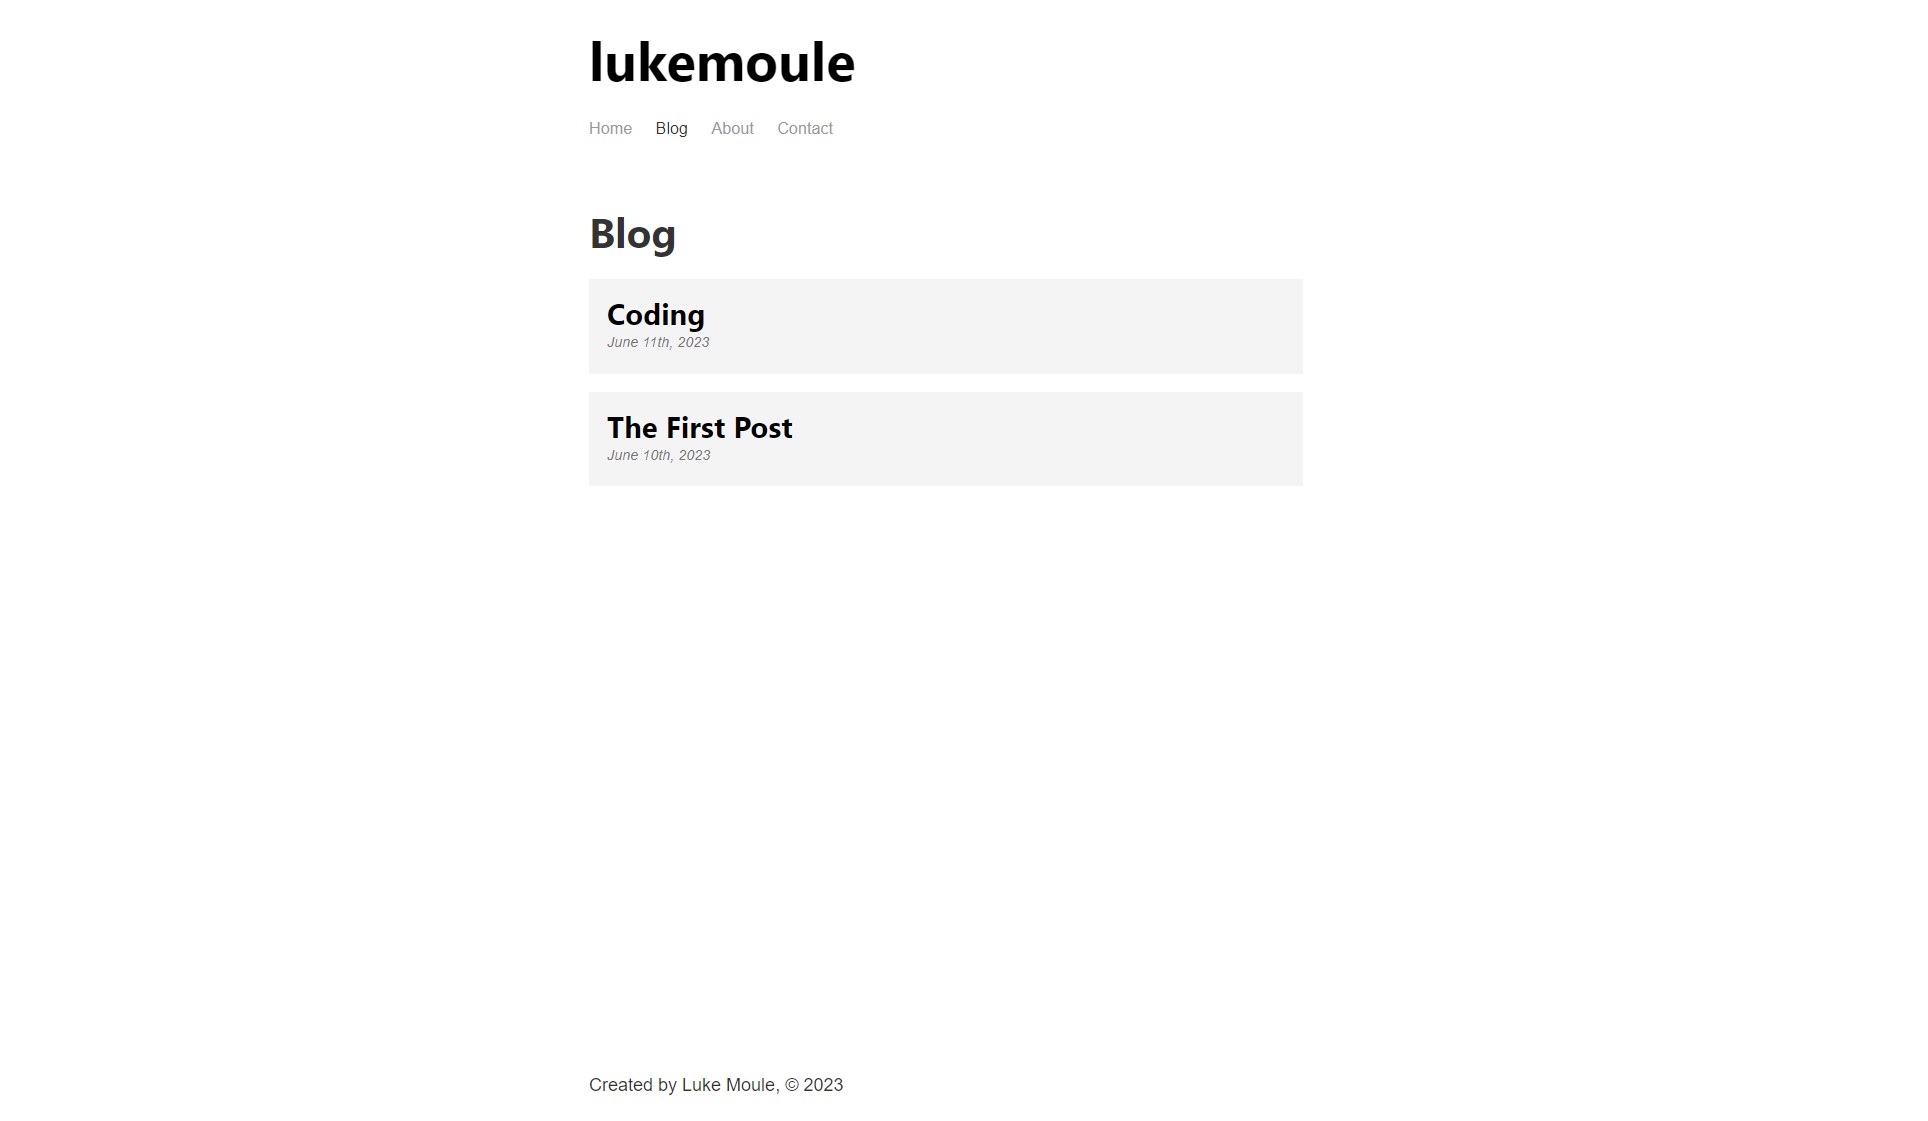 lukemoule
Home Blog About Contact
Blog
Coding
June 11th, 2023
The First Post
June 10th, 2023
Created by Luke Moule, © 2023